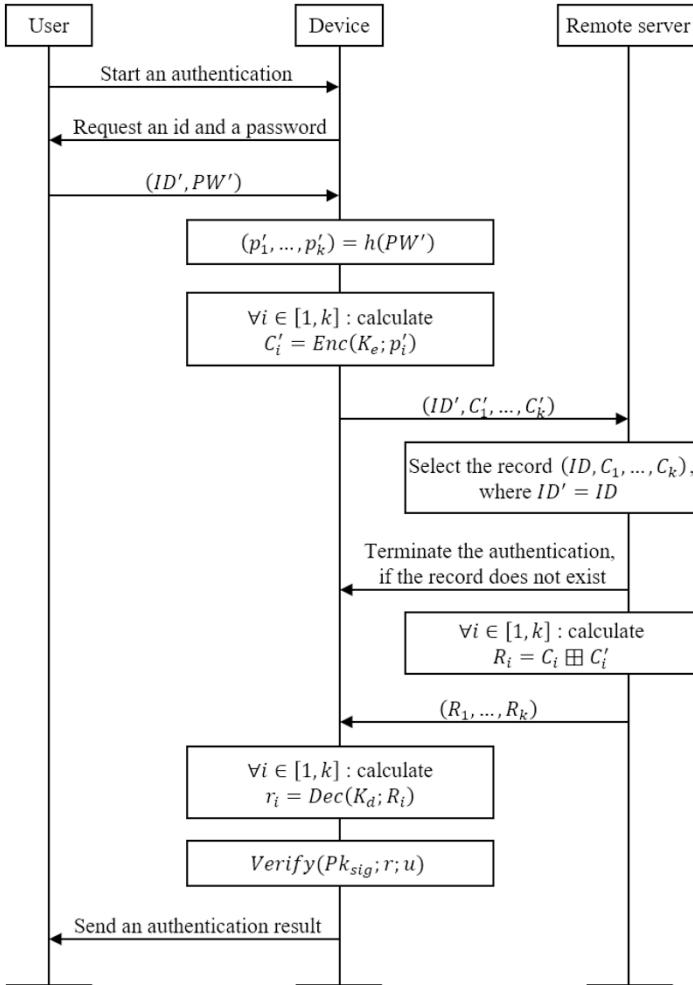 User
Device
Remote server
Start an authentication
Request an id and a password
(ID′, PW′)
(p′₁, …, p′ₖ) = h(PW′)
∀i ∈ [1, k] : calculate
C′ᵢ = Enc(Kₑ; p′ᵢ)
(ID′, C′₁, …, C′ₖ)
Select the record (ID, C₁, …, Cₖ),
where ID′ = ID
Terminate the authentication,
if the record does not exist
∀i ∈ [1, k] : calculate
Rᵢ = Cᵢ ⊞ C′ᵢ
(R₁, …, Rₖ)
∀i ∈ [1, k] : calculate
rᵢ = Dec(K_d; Rᵢ)
Verify(Pk_sig; r; u)
Send an authentication result